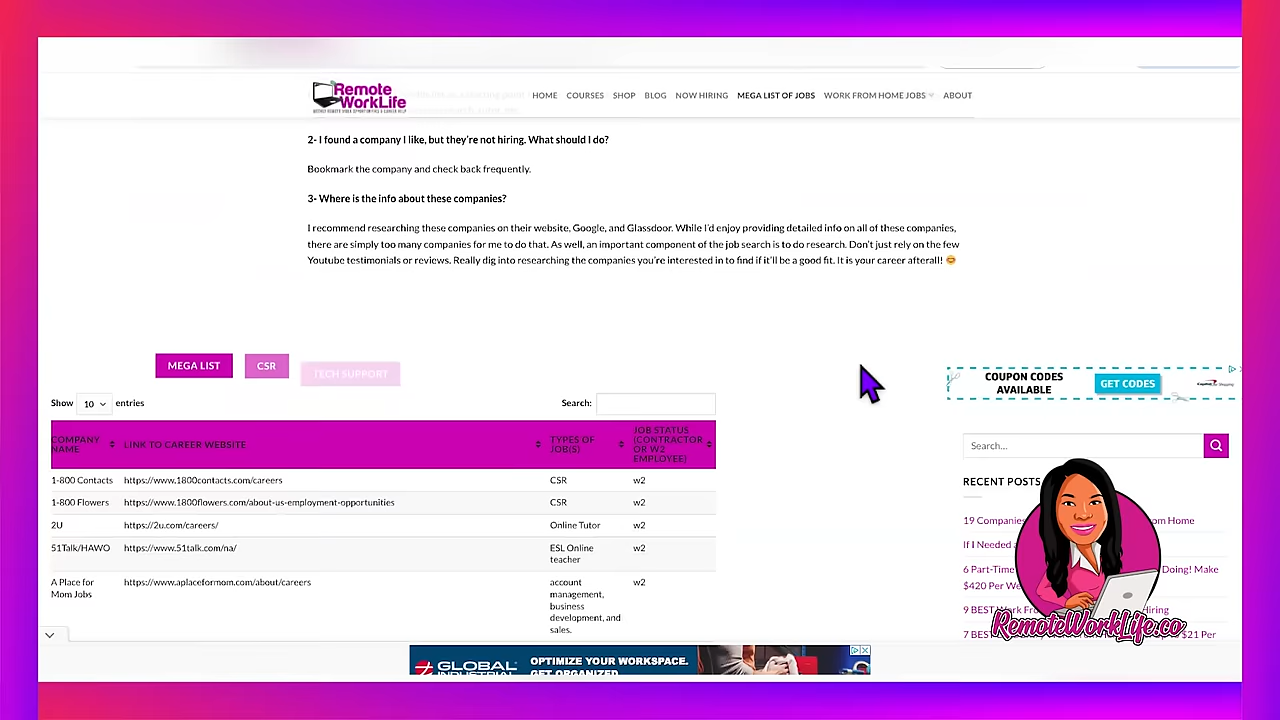 Remote
WorkLife
HOME
COURSES
SHOP
BLOG
NOW HIRING
MEGA LIST OF JOBS
WORK FROM HOME JOBS
ABOUT
2- I found a company I like, but they're not hiring. What should I do?
Bookmark the company and check back frequently.
3- Where is the info about these companies?
I recommend researching these companies on their website, Google, and Glassdoor. While I'd enjoy providing detailed info on all of these companies,
there are simply too many companies for me to do that. As well, an important component of the job search is to do research. Don't just rely on the few
Youtube testimonials or reviews. Really dig into researching the companies you're interested in to find if it'll be a good fit. It is your career afterall! 😊
MEGA LIST
CSR
TECH SUPPORT
Show 10 entries
Search:
COMPANY NAME
LINK TO CAREER WEBSITE
TYPES OF JOB(S)
JOB STATUS (CONTRACTOR OR W2 EMPLOYEE)
1-800 Contacts https://www.1800contacts.com/careers CSR w2
1-800 Flowers https://www.1800flowers.com/about-us-employment-opportunities CSR w2
2U https://2u.com/careers/ Online Tutor w2
51Talk/HAWO https://www.51talk.com/na/ ESL Online teacher w2
A Place for Mom Jobs https://www.aplaceformom.com/about/careers account management, business development, and sales. w2
COUPON CODES
AVAILABLE
GET CODES
Search...
RECENT POSTS
19 Companies om Home
If I Needed
6 Part-Time Doing! Make
$420 Per
9 BEST Hiring
7 BEST $21 Per
RemoteWorkLife.co
GLOBAL
INDUSTRIAL
OPTIMIZE YOUR WORKSPACE.
GET ORGANIZED